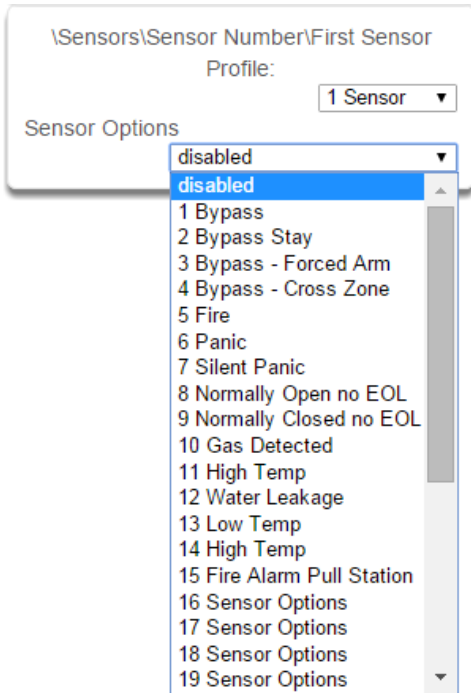 \Sensors\Sensor Number\First Sensor
Profile:
1 Sensor
Sensor Options
disabled
disabled
1 Bypass
2 Bypass Stay
3 Bypass - Forced Arm
4 Bypass - Cross Zone
5 Fire
6 Panic
7 Silent Panic
8 Normally Open no EOL
9 Normally Closed no EOL
10 Gas Detected
11 High Temp
12 Water Leakage
13 Low Temp
14 High Temp
15 Fire Alarm Pull Station
16 Sensor Options
17 Sensor Options
18 Sensor Options
19 Sensor Options